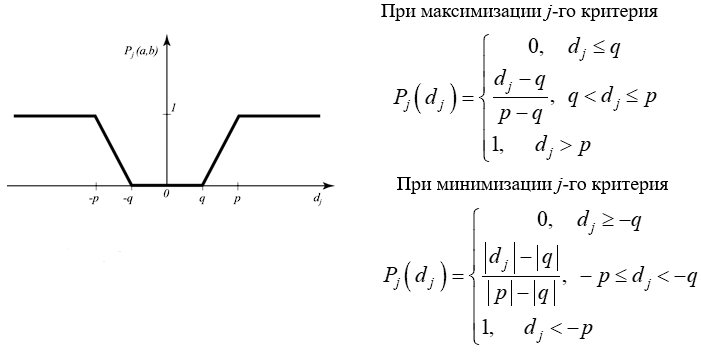 P_j (a,b)
1
-p -q 0 q p d_j
При максимизации j-го критерия
P_j(d_j) = { 0, d_j ≤ q
(d_j − q) / (p − q), q < d_j ≤ p
1, d_j > p
При минимизации j-го критерия
P_j(d_j) = { 0, d_j ≥ −q
(|d_j| − |q|) / (|p| − |q|), − p ≤ d_j < −q
1, d_j < −p